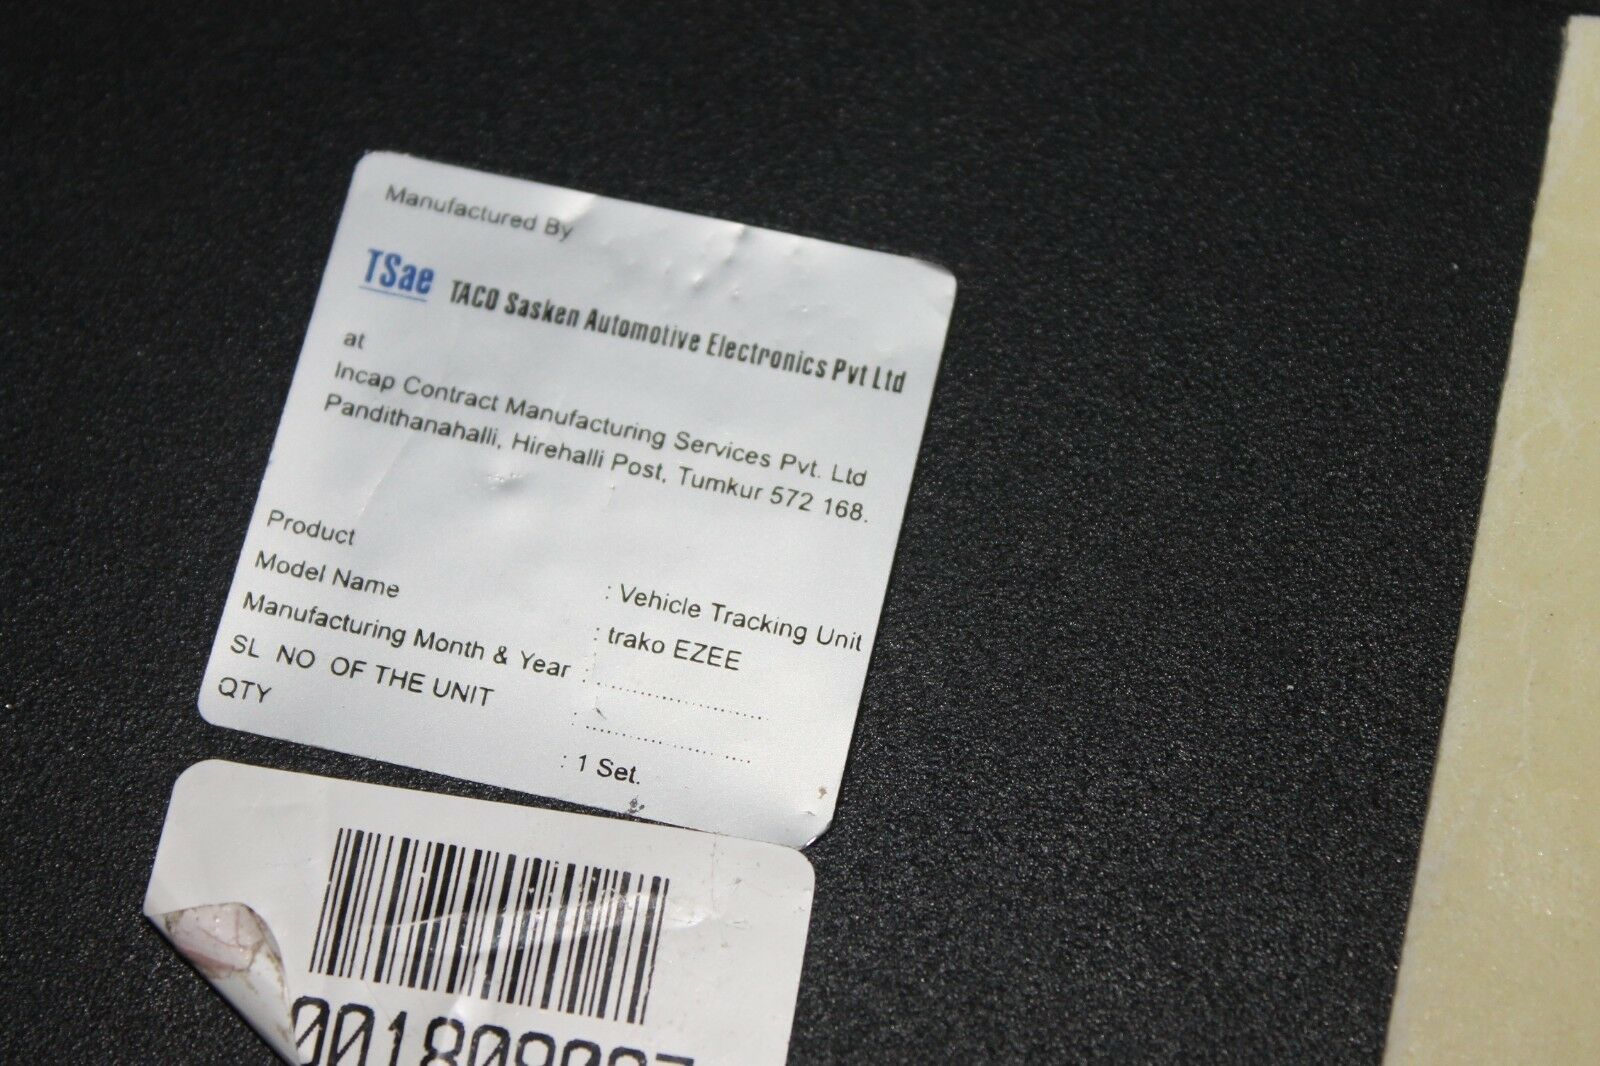 Manufactured By
TSae TACO Sasken Automotive Electronics Pvt Ltd
at
Incap Contract Manufacturing Services Pvt. Ltd
Pandithanahalli, Hirehalli Post, Tumkur 572 168.
Product : Vehicle Tracking Unit
Model Name : trako EZEE
Manufacturing Month & Year : ........................
SL NO OF THE UNIT : ........................
QTY : 1 Set.